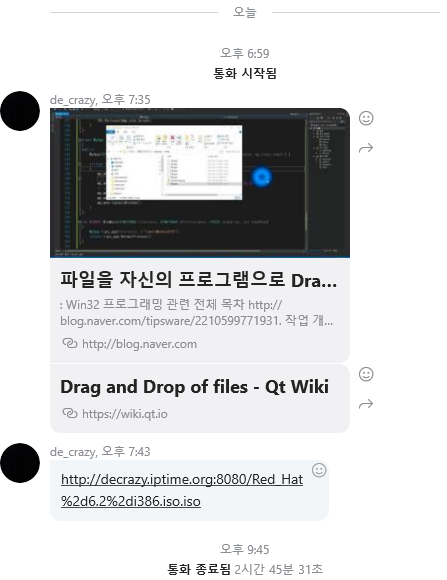 오늘
오후 6:59
통화 시작됨
de_crazy, 오후 7:35
파일을 자신의 프로그램으로 Dra...
: Win32 프로그래밍 관련 전체 목차 http://
blog.naver.com/tipsware/2210599771931. 작업 개...
http://blog.naver.com
Drag and Drop of files - Qt Wiki
https://wiki.qt.io
de_crazy, 오후 7:43
http://decrazy.iptime.org:8080/Red_Hat
%2d6.2%2di386.iso.iso
오후 9:45
통화 종료됨 2시간 45분 31초